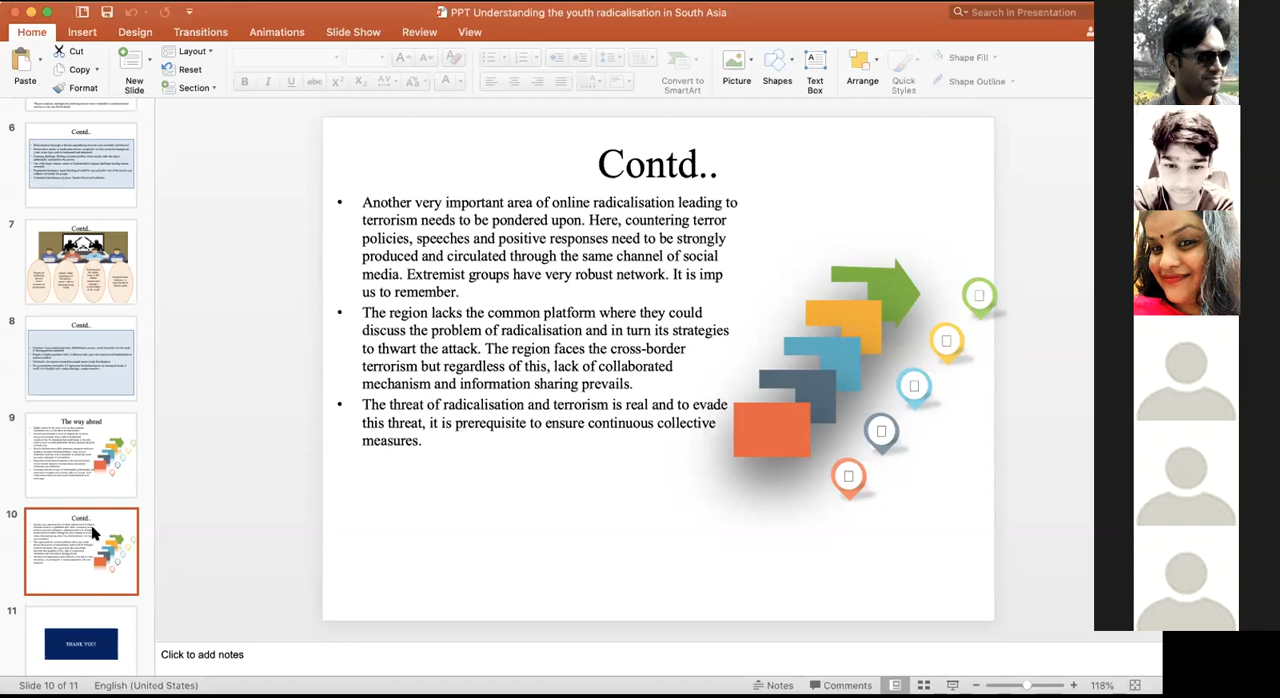 PPT Understanding the youth radicalisation in South Asia
Search in Presentation
Home Insert Design Transitions Animations Slide Show Review View
Paste
Cut
Copy
Format
New
Slide
Layout
Reset
Section
Convert to
SmartArt
Picture
Shapes
Text
Box
Arrange
Quick
Styles
Shape Fill
Shape Outline
6
Contd..
7
Contd..
8
Contd..
9
The way ahead
10
Contd..
11
THANK YOU!
Contd..
• Another very important area of online radicalisation leading to
terrorism needs to be pondered upon. Here, countering terror
policies, speeches and positive responses need to be strongly
produced and circulated through the same channel of social
media. Extremist groups have very robust network. It is imp
us to remember.
• The region lacks the common platform where they could
discuss the problem of radicalisation and in turn its strategies
to thwart the attack. The region faces the cross-border
terrorism but regardless of this, lack of collaborated
mechanism and information sharing prevails.
• The threat of radicalisation and terrorism is real and to evade
this threat, it is prerequisite to ensure continuous collective
measures.
Click to add notes
Slide 10 of 11 English (United States) Notes Comments 118%